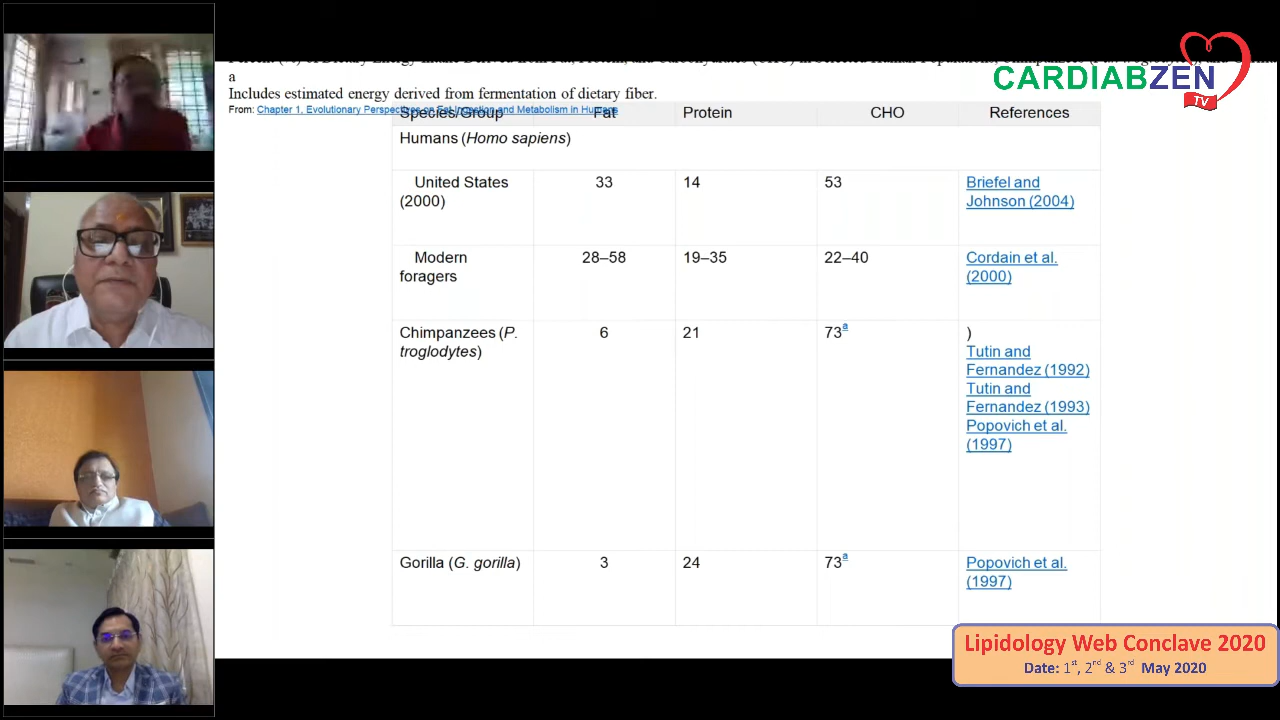 CARDIABZEN
TV
a
Includes estimated energy derived from fermentation of dietary fiber.
From: Chapter 1, Evolutionary Perspectives on Fat Ingestion and Metabolism in Humans
Species/Group Fat Protein CHO References
Humans (Homo sapiens)
United States 33 14 53 Briefel and
(2000) Johnson (2004)
Modern 28–58 19–35 22–40 Cordain et al.
foragers (2000)
Chimpanzees (P. 6 21 73a )
troglodytes) Tutin and
Fernandez (1992)
Tutin and
Fernandez (1993)
Popovich et al.
(1997)
Gorilla (G. gorilla) 3 24 73a Popovich et al.
(1997)
Lipidology Web Conclave 2020
Date: 1st, 2nd & 3rd May 2020